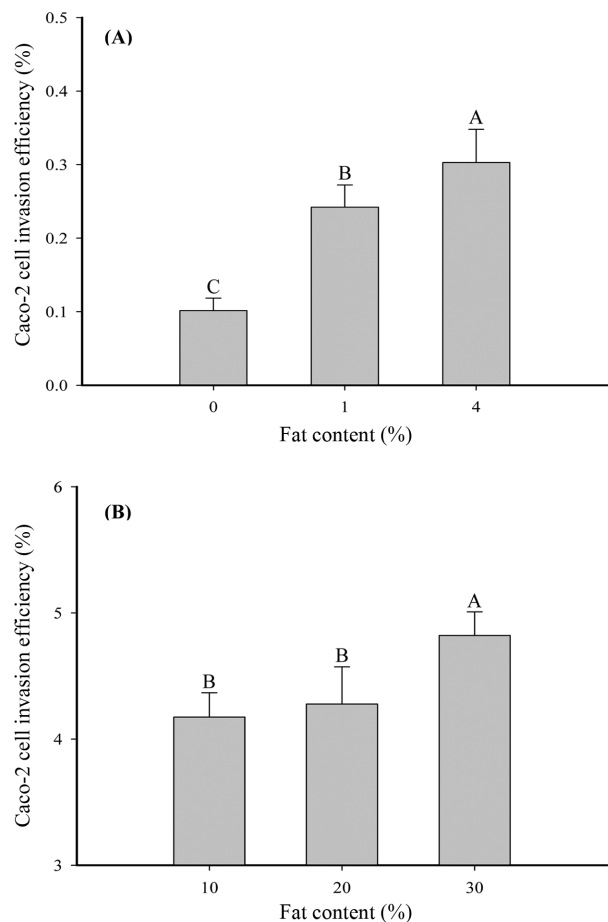 (A)
Caco-2 cell invasion efficiency (%)
0.5
0.4
0.3
0.2
0.1
0.0
C
B
A
0 1 4
Fat content (%)
(B)
Caco-2 cell invasion efficiency (%)
6
5
4
3
B
B
A
10 20 30
Fat content (%)